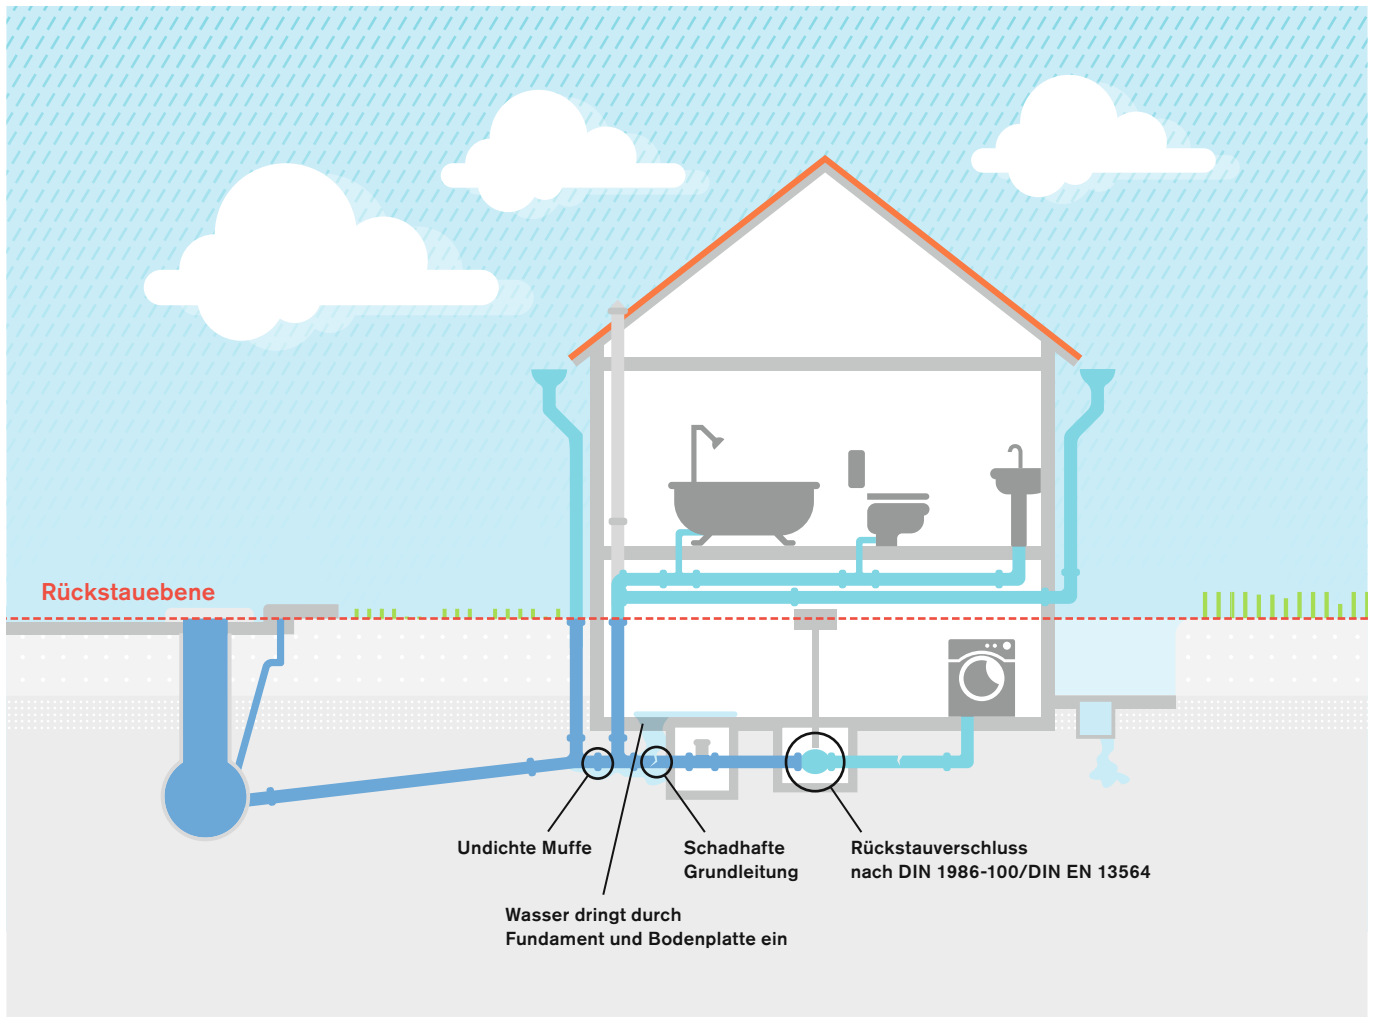 Rückstauebene
Undichte Muffe
Schadhafte
Grundleitung
Rückstauverschluss
nach DIN 1986-100/DIN EN 13564
Wasser dringt durch
Fundament und Bodenplatte ein